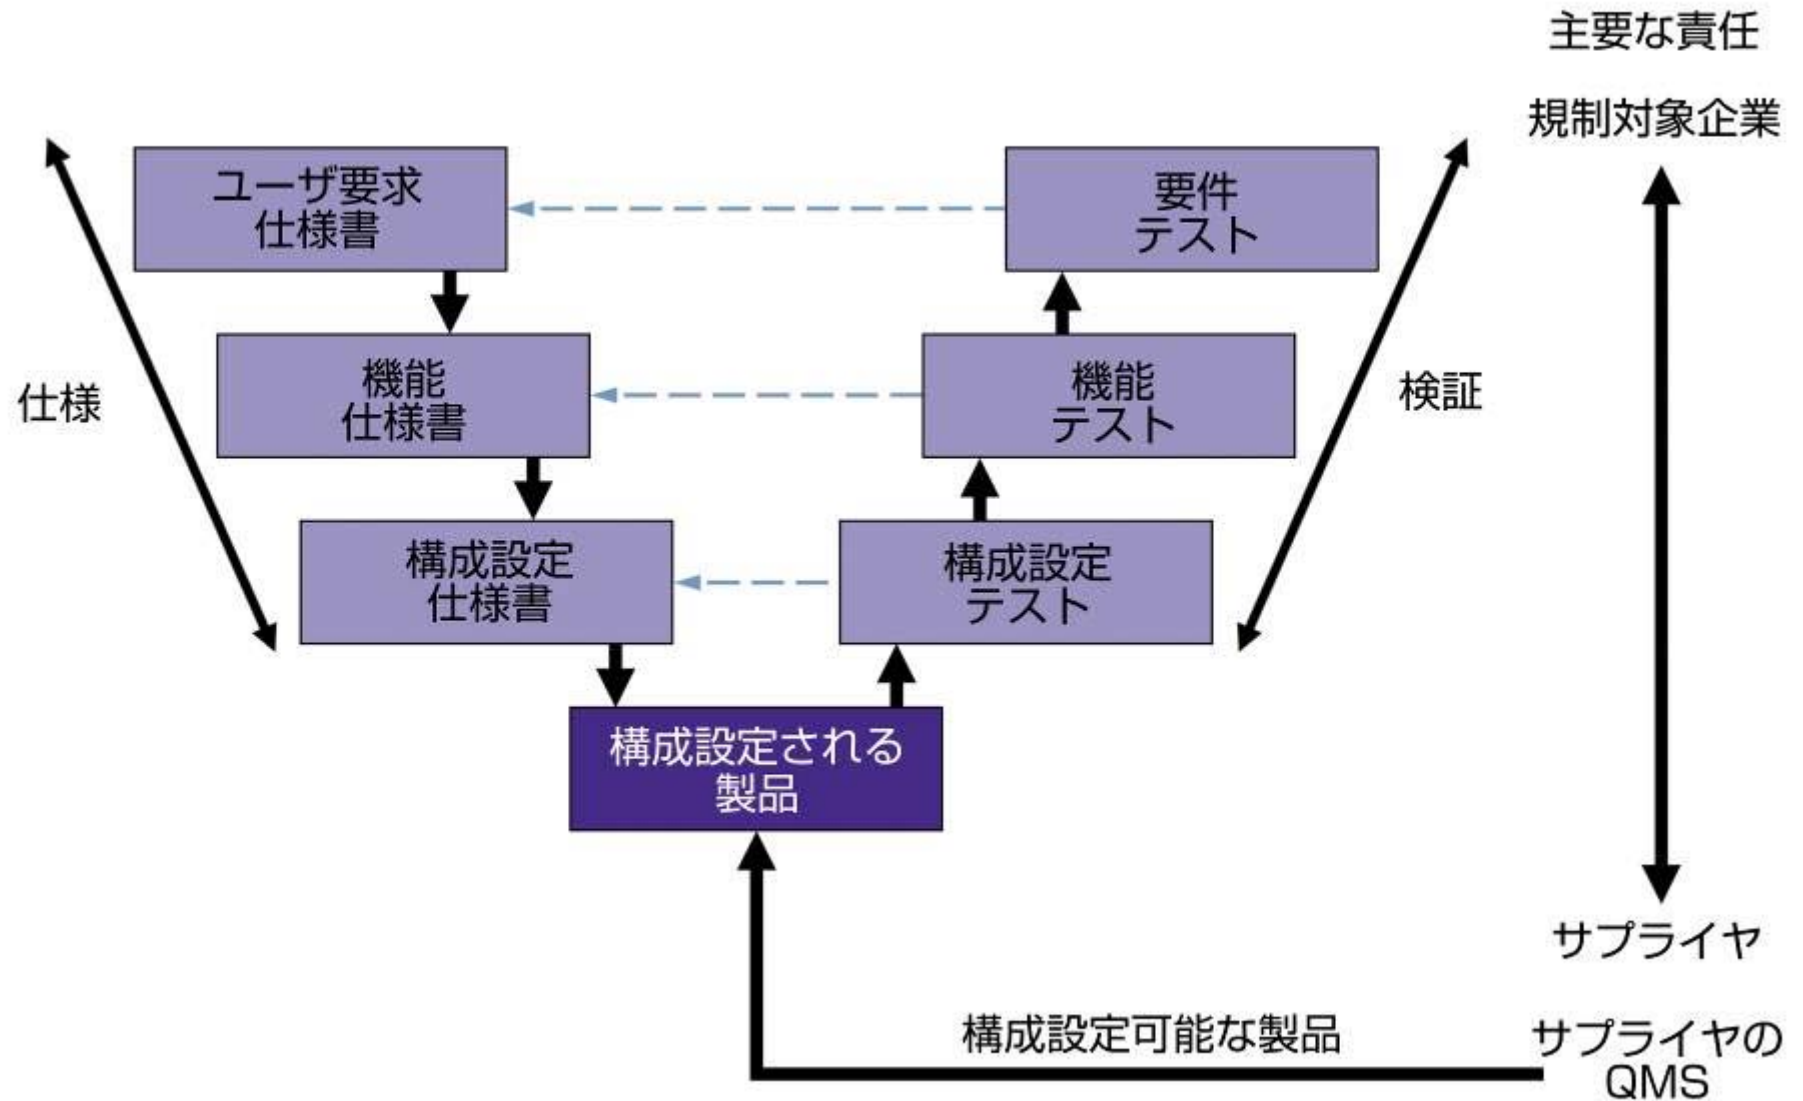 主要な責任
規制対象企業
ユーザ要求
仕様書
要件
テスト
仕様
機能
仕様書
機能
テスト
検証
構成設定
仕様書
構成設定
テスト
構成設定される
製品
サプライヤ
構成設定可能な製品
サプライヤの
QMS